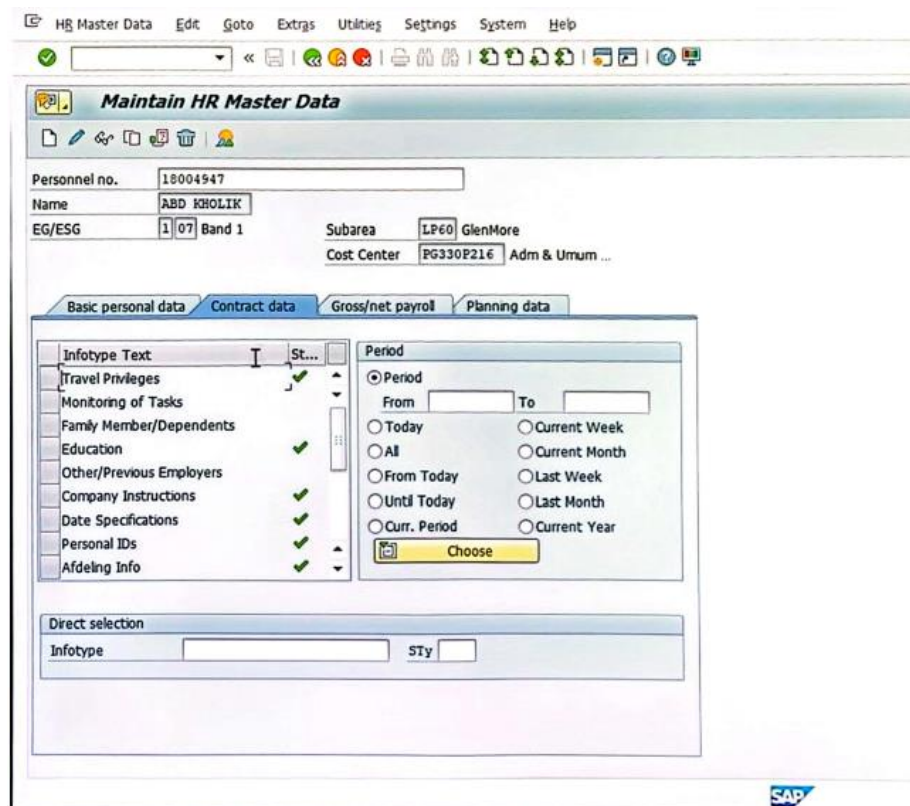 HR Master Data Edit Goto Extras Utilities Settings System Help
Maintain HR Master Data
Personnel no. 18004947
Name ABD KHOLIK
EG/ESG 1 07 Band 1 Subarea LP60 GlenMore
Cost Center PG330P216 Adm & Umum ...
Basic personal data Contract data Gross/net payroll Planning data
Infotype Text St...
Travel Privileges
Monitoring of Tasks
Family Member/Dependents
Education
Other/Previous Employers
Company Instructions
Date Specifications
Personal IDs
Afdeling Info
Period
Period
From To
Today Current Week
All Current Month
From Today Last Week
Until Today Last Month
Curr. Period Current Year
Choose
Direct selection
Infotype STy
SAP